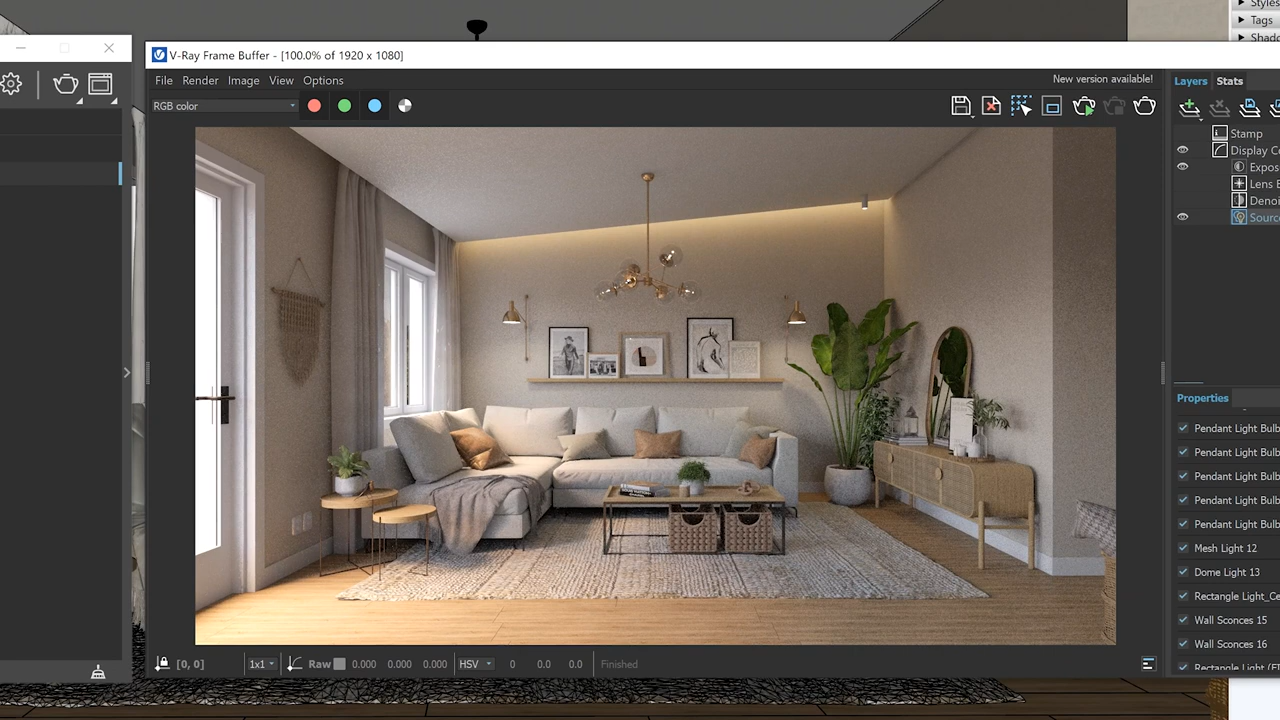 Styles
Tags
V-Ray Frame Buffer - [100.0% of 1920 x 1080]
File Render Image View Options
New version available!
Layers Stats
RGB color
Stamp
Display Co
Expos
Lens E
Denoi
Source
Properties
Pendant Light Bulb
Pendant Light Bulb
Pendant Light Bulb
Pendant Light Bulb
Pendant Light Bulb
Mesh Light 12
Dome Light 13
Rectangle Light_Ce
Wall Sconces 15
Wall Sconces 16
Rectangle Light (F
[0, 0] 1x1 Raw 0.000 0.000 0.000 HSV 0 0.0 0.0 Finished